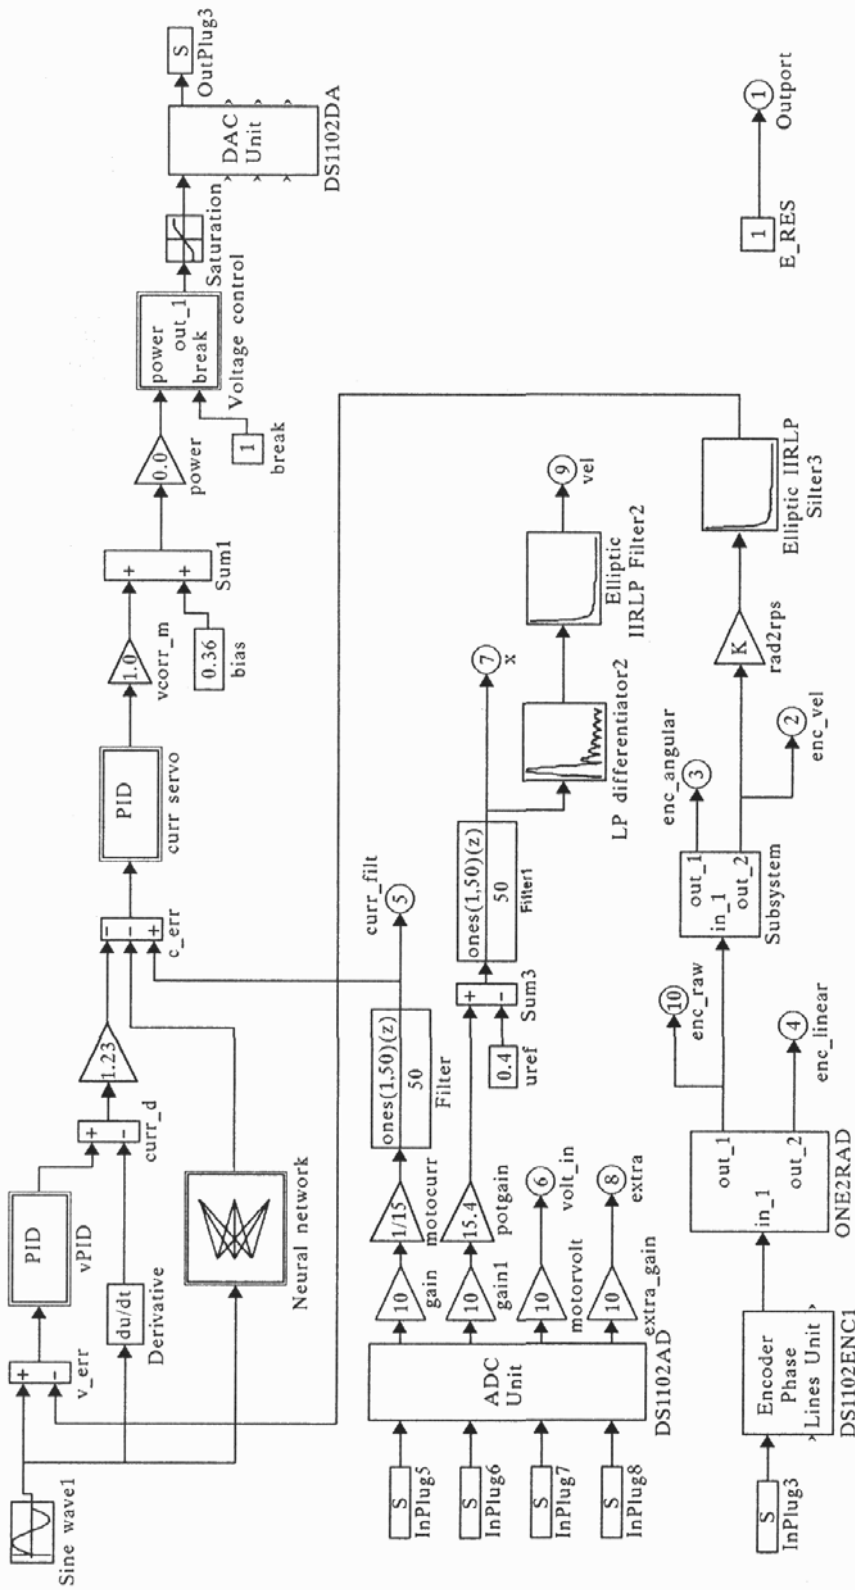 Sine wave1
+
-
v_err
PID
vPID
du/dt
Derivative
Neural network
+
-
curr_d
1.23
-
-
+
c_err
PID
curr servo
1.0
vcorr_m
0.36
bias
+
+
Sum1
0.0
power
1
break
power
out_1
break
Voltage control
Saturation
DAC
Unit
DS1102DA
S
OutPlug3
S
InPlug5
S
InPlug6
S
InPlug7
S
InPlug8
ADC
Unit
DS1102AD
10
gain
10
gain1
10
motorvolt
10
extra_gain
1/15
motocurr
15.4
potgain
6
volt_in
8
extra
ones(1,50)(z)
50
Filter
5
curr_filt
0.4
uref
+
-
Sum3
ones(1,50)(z)
50
Filter1
7
x
LP differentiator2
Elliptic
IIRLP Filter2
9
vel
S
InPlug3
Encoder
Phase
Lines Unit
DS1102ENC1
in_1
out_1
out_2
ONE2RAD
10
enc_raw
4
enc_linear
in_1
out_1
out_2
Subsystem
3
enc_angular
2
enc_vel
K
rad2rps
Elliptic IIRLP
Silter3
1
E_RES
1
Outport